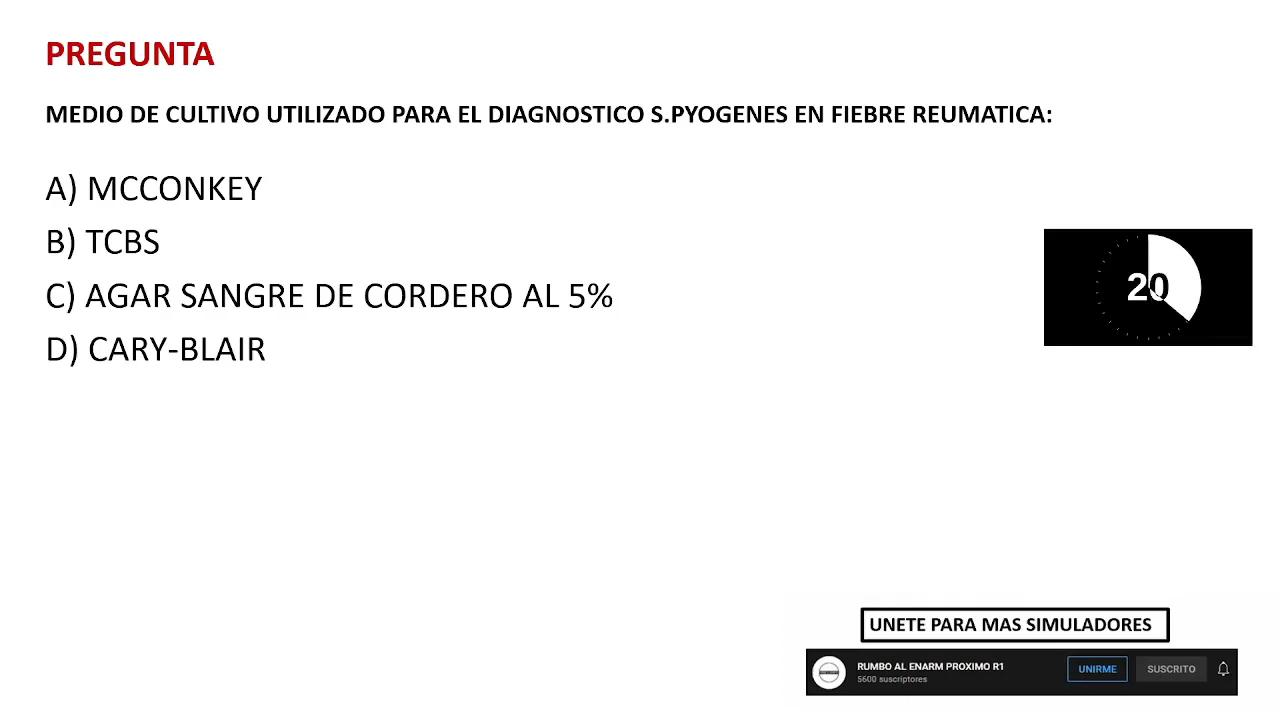 PREGUNTA
MEDIO DE CULTIVO UTILIZADO PARA EL DIAGNOSTICO S.PYOGENES EN FIEBRE REUMATICA:
A) MCCONKEY
B) TCBS
C) AGAR SANGRE DE CORDERO AL 5%
D) CARY-BLAIR
20
UNETE PARA MAS SIMULADORES
RUMBO AL ENARM PROXIMO R1
5600 suscriptores
UNIRME
SUSCRITO